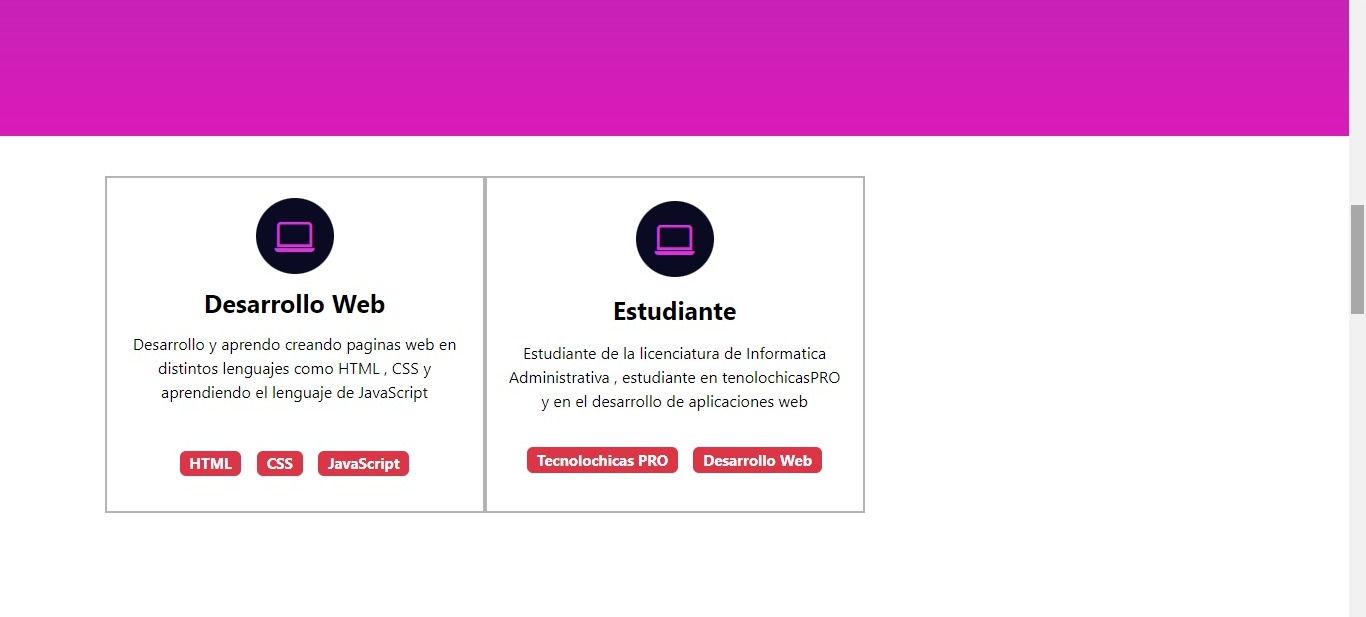 Desarrollo Web
Desarrollo y aprendo creando paginas web en
distintos lenguajes como HTML , CSS y
aprendiendo el lenguaje de JavaScript
HTML CSS JavaScript
Estudiante
Estudiante de la licenciatura de Informatica
Administrativa , estudiante en tenolochicasPRO
y en el desarrollo de aplicaciones web
Tecnolochicas PRO Desarrollo Web